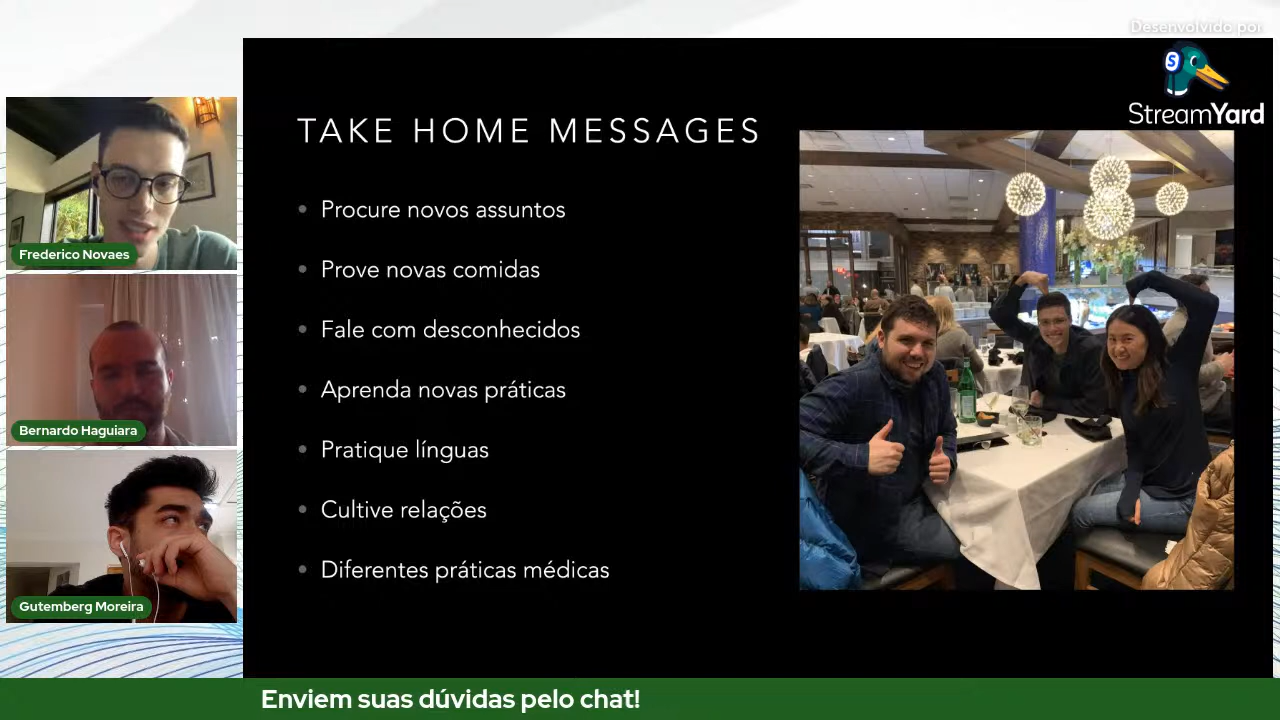 Desenvolvido por
StreamYard
TAKE HOME MESSAGES
Procure novos assuntos
Prove novas comidas
Fale com desconhecidos
Aprenda novas práticas
Pratique línguas
Cultive relações
Diferentes práticas médicas
Frederico Novaes
Bernardo Haguiara
Gutemberg Moreira
Enviem suas dúvidas pelo chat!